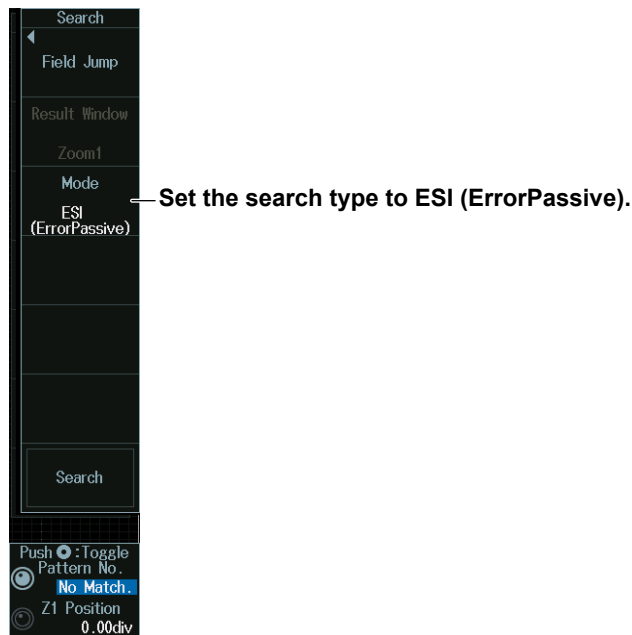 Search
Field Jump
Result Window
Zoom1
Mode
ESI
(ErrorPassive)
Set the search type to ESI (ErrorPassive).
Search
Push :Toggle
Pattern No.
No Match.
Z1 Position
0.00div